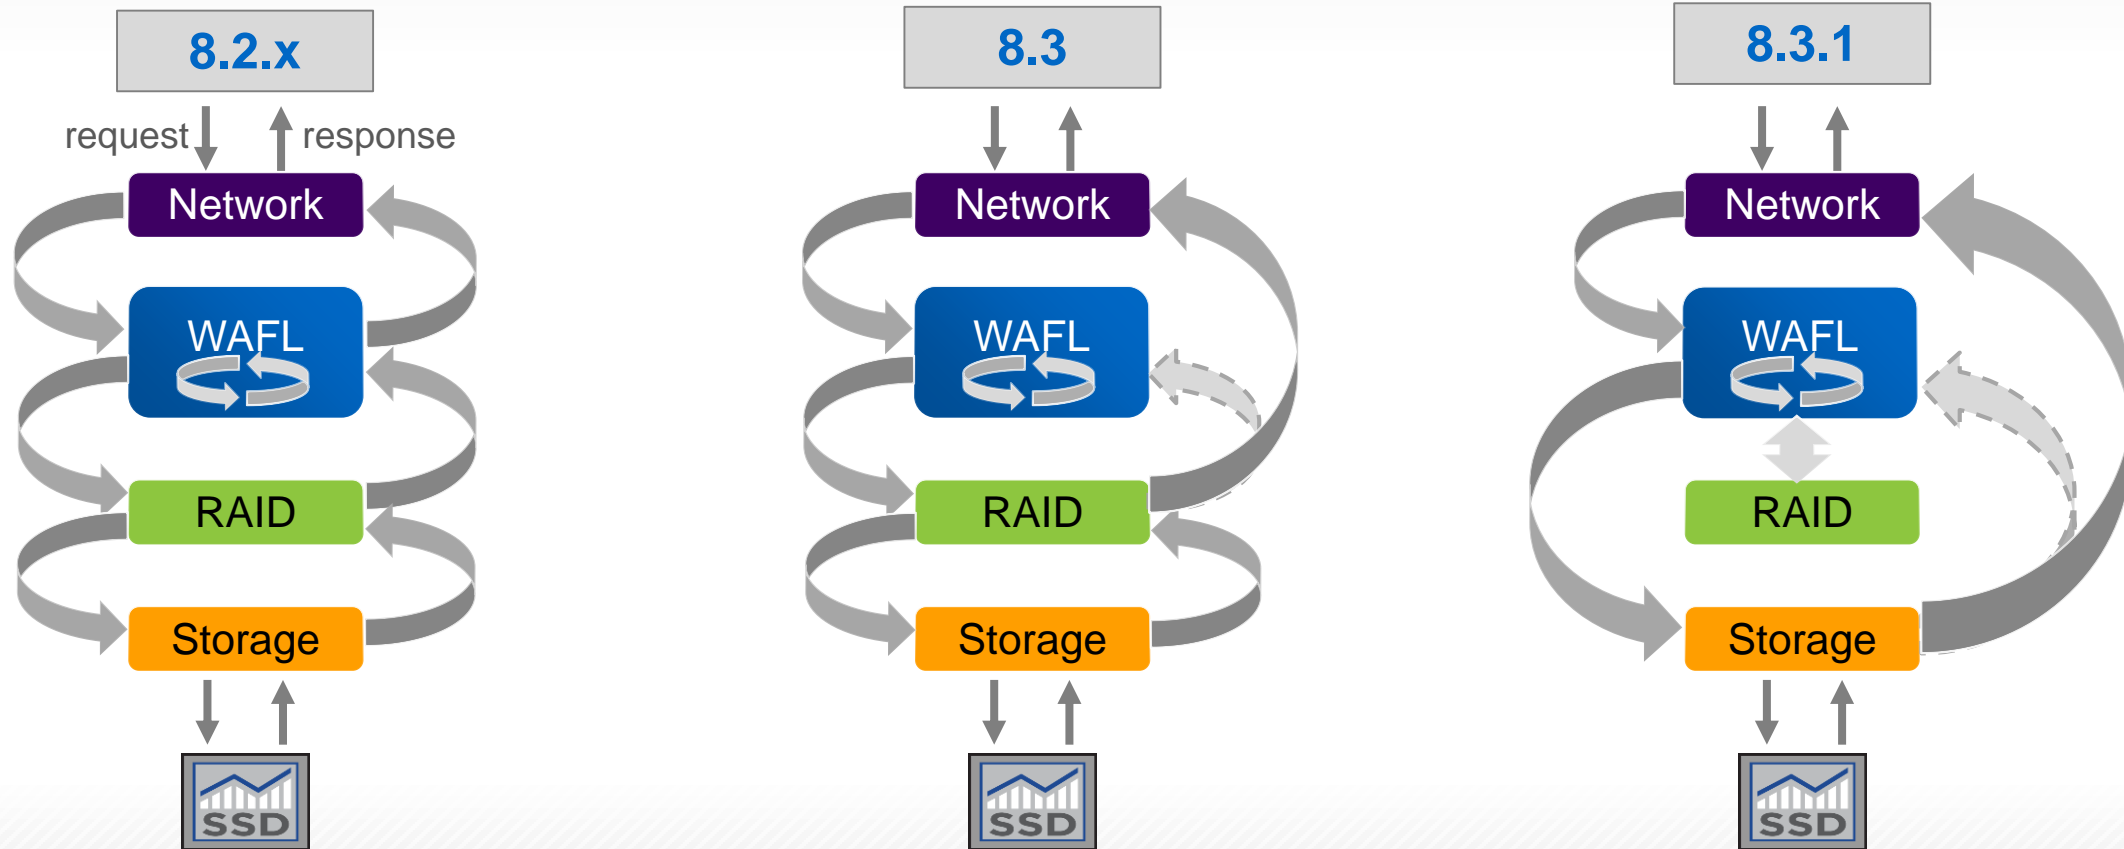 8.2.x
request
response
Network
WAFL
RAID
Storage
SSD
8.3
Network
WAFL
RAID
Storage
SSD
8.3.1
Network
WAFL
RAID
Storage
SSD